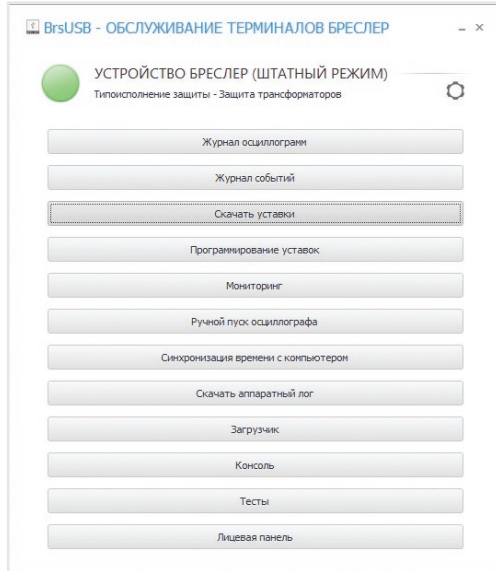 BrsUSB - ОБСЛУЖИВАНИЕ ТЕРМИНАЛОВ БРЕСЛЕР
УСТРОЙСТВО БРЕСЛЕР (ШТАТНЫЙ РЕЖИМ)
Типоисполнение защиты - Защита трансформаторов
Журнал осциллограмм
Журнал событий
Скачать уставки
Программирование уставок
Мониторинг
Ручной пуск осциллографа
Синхронизация времени с компьютером
Скачать аппаратный лог
Загрузчик
Консоль
Тесты
Лицевая панель